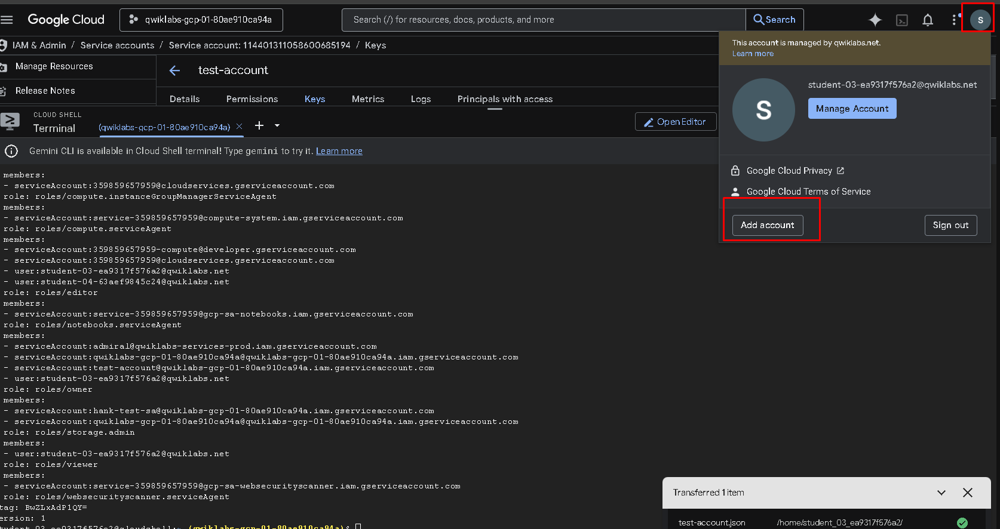 Google Cloud
qwiklabs-gcp-01-80ae910ca94a
Search (/) for resources, docs, products, and more
Search
S
IAM & Admin / Service accounts / Service account: 114401311058600685194 / Keys
Manage Resources
Release Notes
test-account
Details Permissions Keys Metrics Logs Principals with access
CLOUD SHELL
Terminal
(qwiklabs-gcp-01-80ae910ca94a)
Open Editor
Gemini CLI is available in Cloud Shell terminal! Type gemini to try it. Learn more
This account is managed by qwiklabs.net.
Learn more
S
student-03-ea9317f576a2@qwiklabs.net
Manage Account
Google Cloud Privacy
Google Cloud Terms of Service
Add account
Sign out
members:
- serviceAccount:359859657959@cloudservices.gserviceaccount.com
role: roles/compute.instanceGroupManagerServiceAgent
members:
- serviceAccount:service-359859657959@compute-system.iam.gserviceaccount.com
role: roles/compute.serviceAgent
members:
- serviceAccount:359859657959-compute@developer.gserviceaccount.com
- serviceAccount:359859657959@cloudservices.gserviceaccount.com
- user:student-03-ea9317f576a2@qwiklabs.net
- user:student-04-63aef9845c24@qwiklabs.net
role: roles/editor
members:
- serviceAccount:service-359859657959@gcp-sa-notebooks.iam.gserviceaccount.com
role: roles/notebooks.serviceAgent
members:
- serviceAccount:admiral@qwiklabs-services-prod.iam.gserviceaccount.com
- serviceAccount:qwiklabs-gcp-01-80ae910ca94a@qwiklabs-gcp-01-80ae910ca94a.iam.gserviceaccount.com
- serviceAccount:test-account@qwiklabs-gcp-01-80ae910ca94a.iam.gserviceaccount.com
- user:student-03-ea9317f576a2@qwiklabs.net
role: roles/owner
members:
- serviceAccount:hank-test-sa@qwiklabs-gcp-01-80ae910ca94a.iam.gserviceaccount.com
- serviceAccount:qwiklabs-gcp-01-80ae910ca94a@qwiklabs-gcp-01-80ae910ca94a.iam.gserviceaccount.com
role: roles/storage.admin
members:
- user:student-03-ea9317f576a2@qwiklabs.net
role: roles/viewer
members:
- serviceAccount:service-359859657959@gcp-sa-websecurityscanner.iam.gserviceaccount.com
role: roles/websecurityscanner.serviceAgent
tag: BwZLxAdP1QY=
ersion: 1
tudent_03_ea9317f576a2@cloudshell:~ (qwiklabs-gcp-01-80ae910ca94a)$
Transferred 1 item
test-account.json /home/student_03_ea9317f576a2/